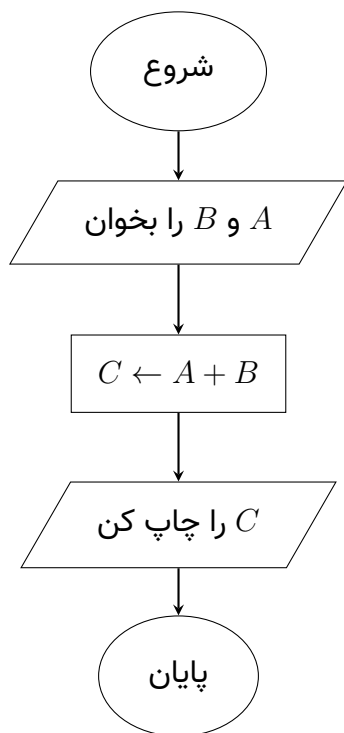 شروع
A و B را بخوان
C ← A + B
C را چاپ کن
پایان